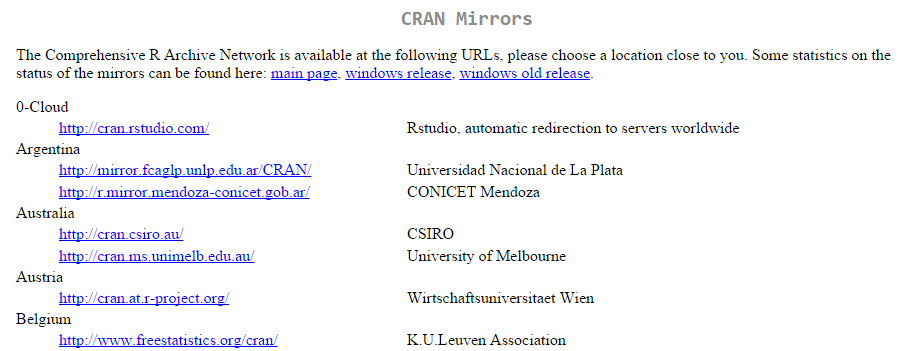 CRAN Mirrors
The Comprehensive R Archive Network is available at the following URLs, please choose a location close to you. Some statistics on the
status of the mirrors can be found here: main page, windows release, windows old release.
0-Cloud
http://cran.rstudio.com/ Rstudio, automatic redirection to servers worldwide
Argentina
http://mirror.fcaglp.unlp.edu.ar/CRAN/ Universidad Nacional de La Plata
http://r.mirror.mendoza-conicet.gob.ar/ CONICET Mendoza
Australia
http://cran.csiro.au/ CSIRO
http://cran.ms.unimelb.edu.au/ University of Melbourne
Austria
http://cran.at.r-project.org/ Wirtschaftsuniversitaet Wien
Belgium
http://www.freestatistics.org/cran/ K.U.Leuven Association